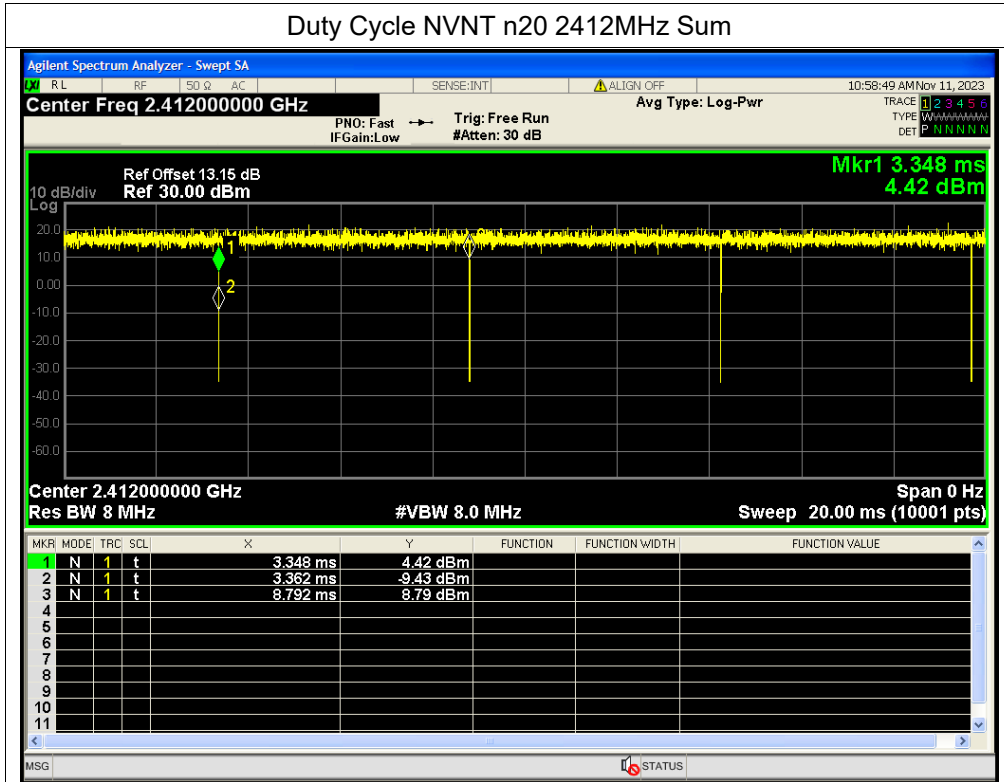 Duty Cycle NVNT n20 2412MHz Sum
Agilent Spectrum Analyzer - Swept SA
LXI RL RF 50 Ω AC SENSE:INT ALIGN OFF 10:58:49 AM Nov 11, 2023
Center Freq 2.412000000 GHz Avg Type: Log-Pwr TRACE 1 2 3 4 5 6
PNO: Fast Trig: Free Run TYPE WWWWWW
IFGain:Low #Atten: 30 dB DET P N N N N N
Mkr1 3.348 ms
Ref Offset 13.15 dB
10 dB/div Ref 30.00 dBm 4.42 dBm
Log
20.0
1
10.0
0.00
2
-10.0
-20.0
-30.0
-40.0
-50.0
-60.0
Center 2.412000000 GHz Span 0 Hz
Res BW 8 MHz #VBW 8.0 MHz Sweep 20.00 ms (10001 pts)
MKR MODE TRC SCL X Y FUNCTION FUNCTION WIDTH FUNCTION VALUE
1 N 1 t 3.348 ms 4.42 dBm
2 N 1 t 3.362 ms -9.43 dBm
3 N 1 t 8.792 ms 8.79 dBm
4
5
6
7
8
9
10
11
MSG STATUS